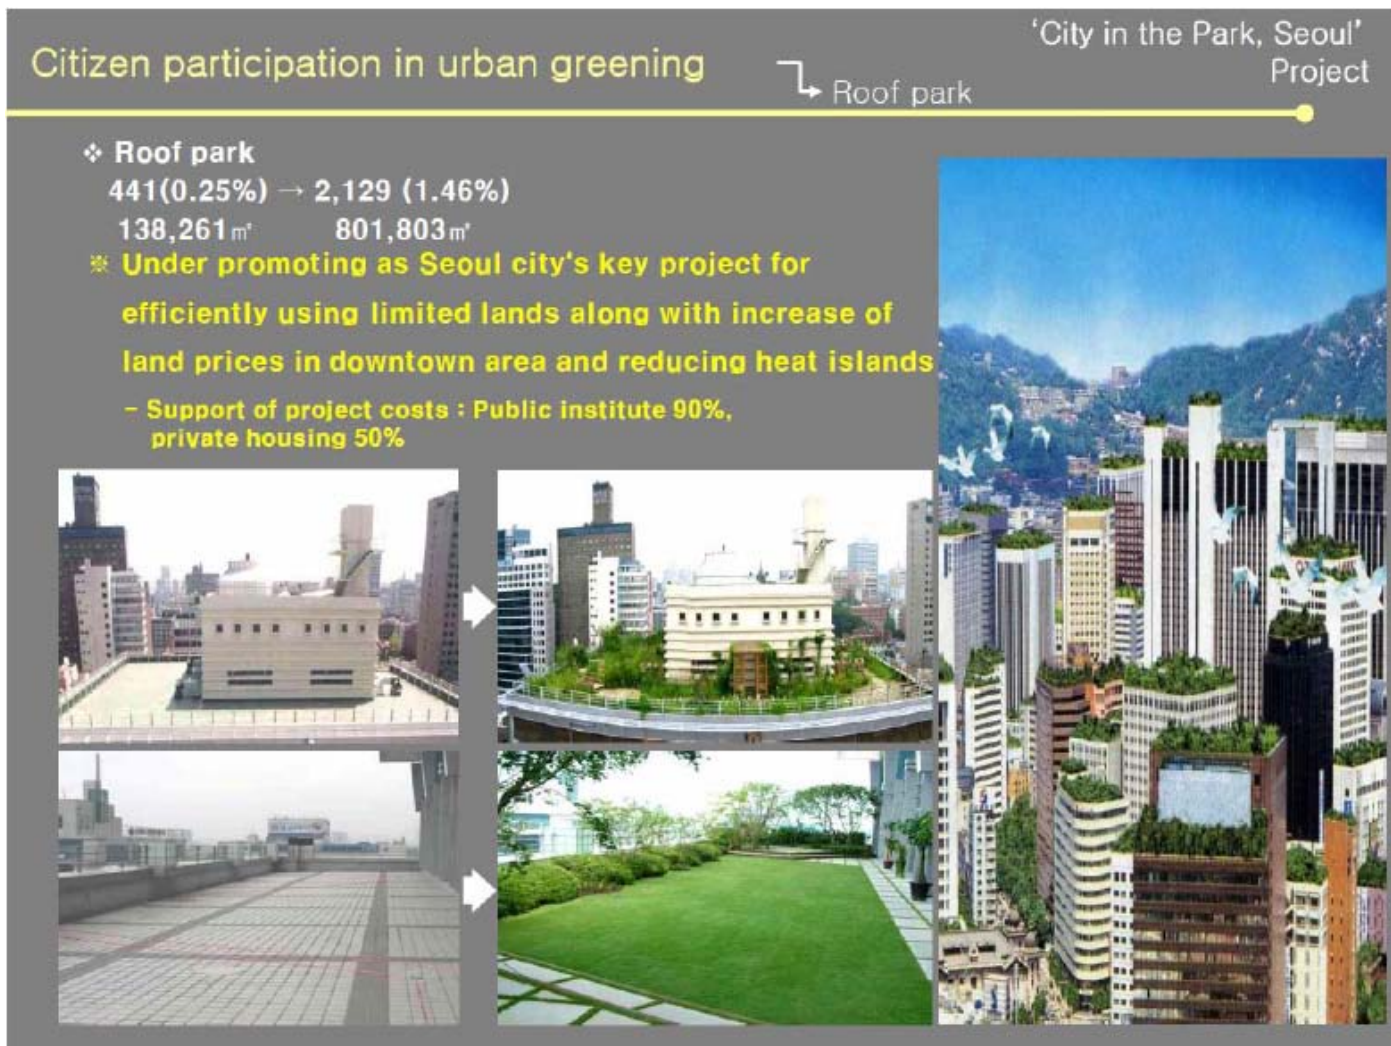 Citizen participation in urban greening
Roof park
'City in the Park, Seoul'
Project
❖ Roof park
441(0.25%) → 2,129 (1.46%)
138,261㎡ 801,803㎡
※ Under promoting as Seoul city's key project for
efficiently using limited lands along with increase of
land prices in downtown area and reducing heat islands
- Support of project costs : Public institute 90%,
private housing 50%